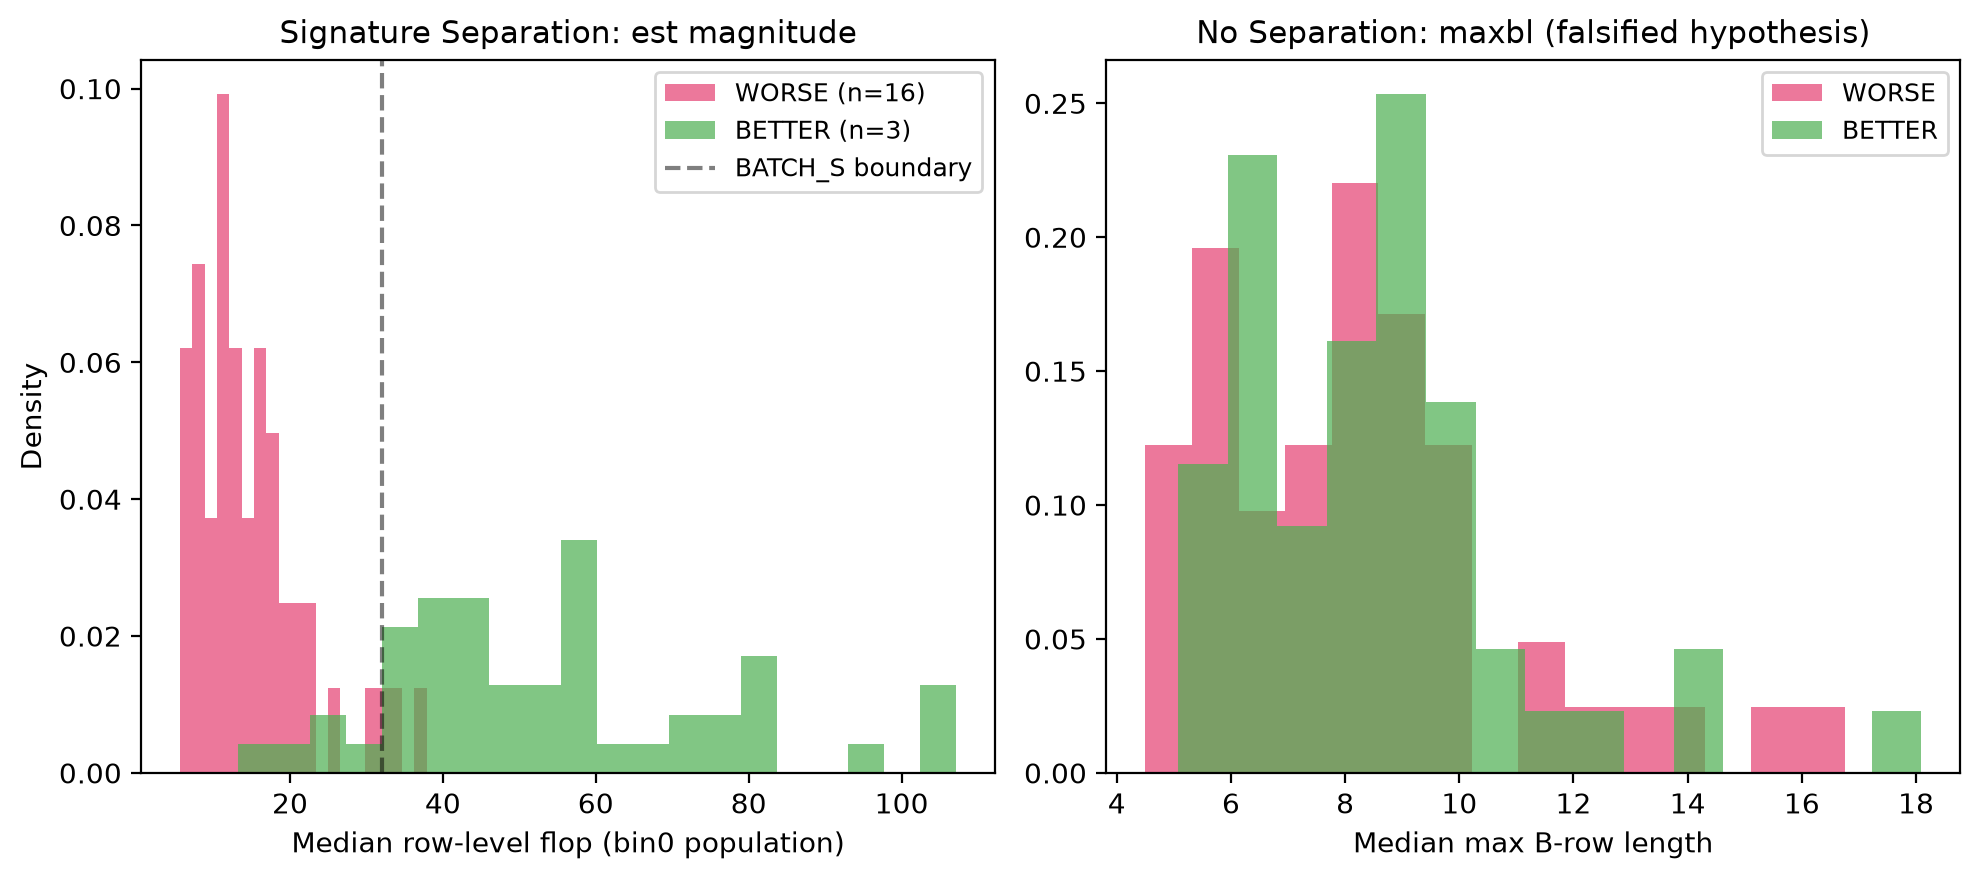 Signature Separation: est magnitude
WORSE (n=16)
BETTER (n=3)
BATCH_S boundary
0.10
0.08
0.06
0.04
0.02
0.00
Density
20
40
60
80
100
Median row-level flop (bin0 population)
No Separation: maxbl (falsified hypothesis)
WORSE
BETTER
0.25
0.20
0.15
0.10
0.05
0.00
4
6
8
10
12
14
16
18
Median max B-row length